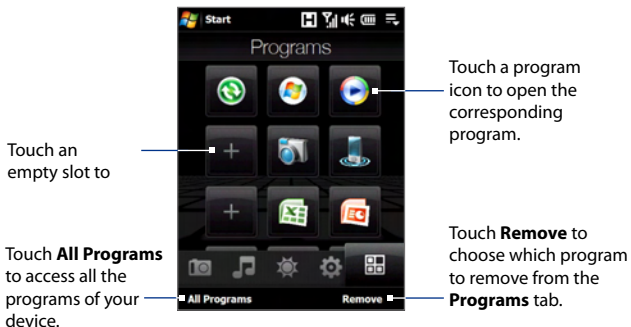 Start
Programs
Touch a program
icon to open the
corresponding
program.
Touch an
empty slot to
Touch All Programs
to access all the
programs of your
device.
Touch Remove to
choose which program
to remove from the
Programs tab.
All Programs
Remove